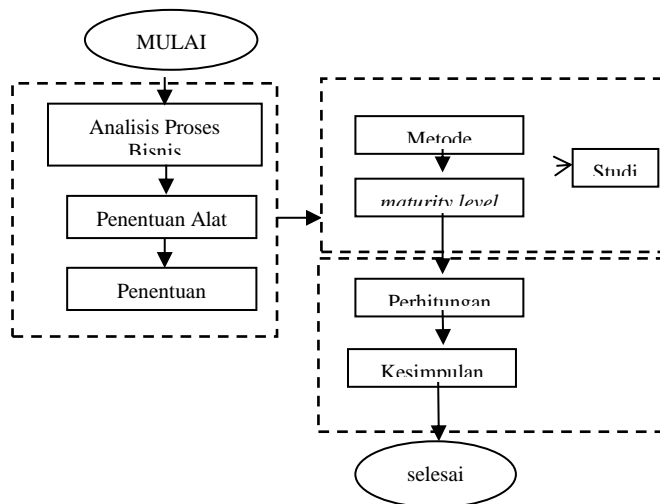 MULAI
Analisis Proses
Bisnis
Penentuan Alat
Penentuan
Metode
Studi
maturity level
Perhitungan
Kesimpulan
selesai